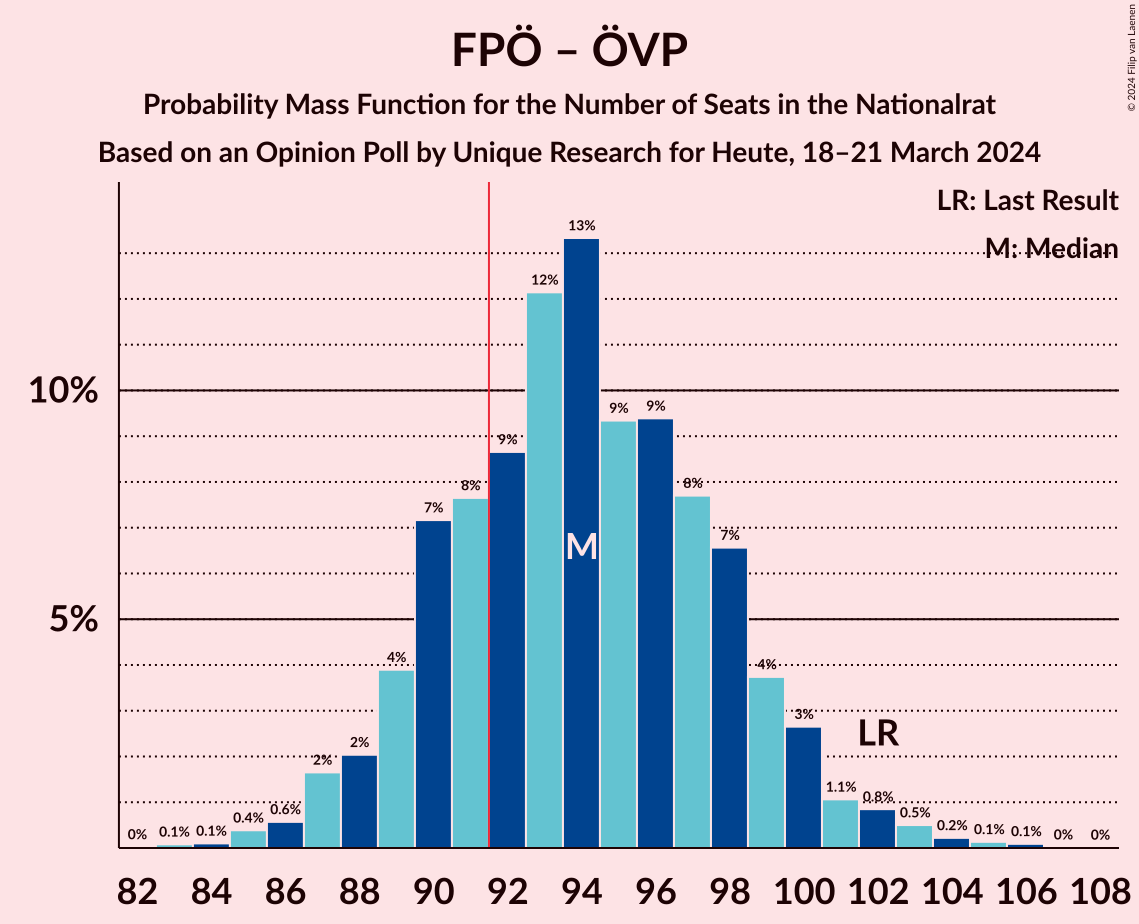 FPÖ – ÖVP
Probability Mass Function for the Number of Seats in the Nationalrat
Based on an Opinion Poll by Unique Research for Heute, 18–21 March 2024
© 2024 Filip van Laenen
LR: Last Result
M: Median
10%
5%
0% 0.1% 0.1% 0.4% 0.6% 2% 2% 4% 7% 8% 9% 12% 13% 9% 9% 8% 7% 4% 3% 1.1% 0.8% 0.5% 0.2% 0.1% 0.1% 0% 0%
M
LR
82 84 86 88 90 92 94 96 98 100 102 104 106 108